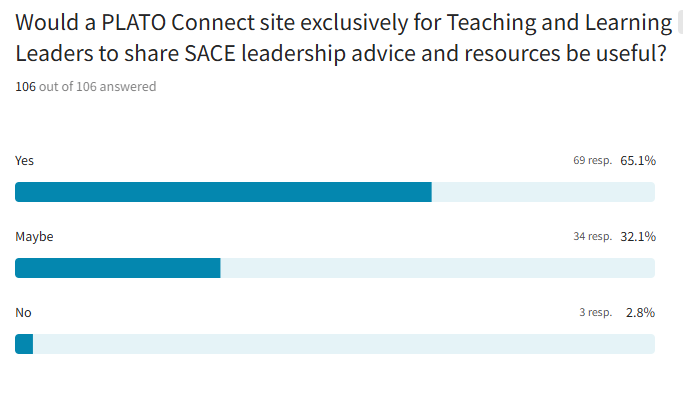 Would a PLATO Connect site exclusively for Teaching and Learning
Leaders to share SACE leadership advice and resources be useful?
106 out of 106 answered
Yes 69 resp. 65.1%
Maybe 34 resp. 32.1%
No 3 resp. 2.8%